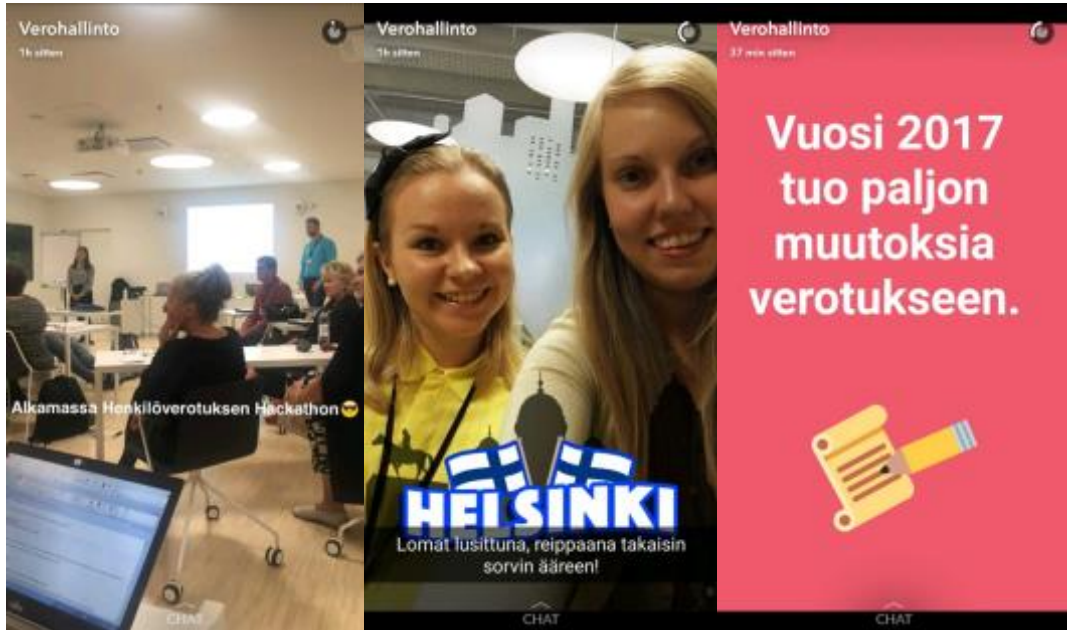 Verohallinto
1h sitten
Alkamassa Henkilöverotuksen Hackathon😎
CHAT
Verohallinto
1h sitten
HELSINKI
Lomat lusittuna, reippaana takaisin
sorvin ääreen!
CHAT
Verohallinto
37 min sitten
Vuosi 2017
tuo paljon
muutoksia
verotukseen.
CHAT